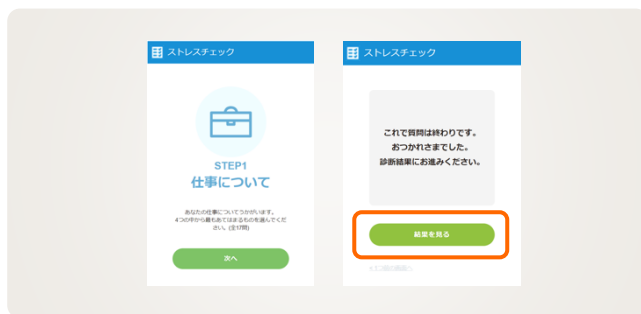 ストレスチェック
STEP1
仕事について
あなたの仕事についてうかがいます。
4つの中から最もあてはまるものを選んでくだ
さい。(全17問)
次へ
ストレスチェック
これで質問は終わりです。
おつかれさまでした。
診断結果にお進みください。
結果を見る